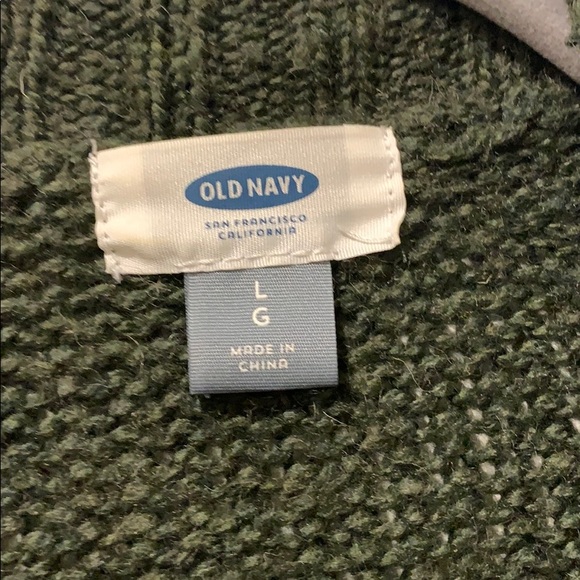 OLD NAVY
SAN FRANCISCO
CALIFORNIA
L
G
MADE IN
CHINA